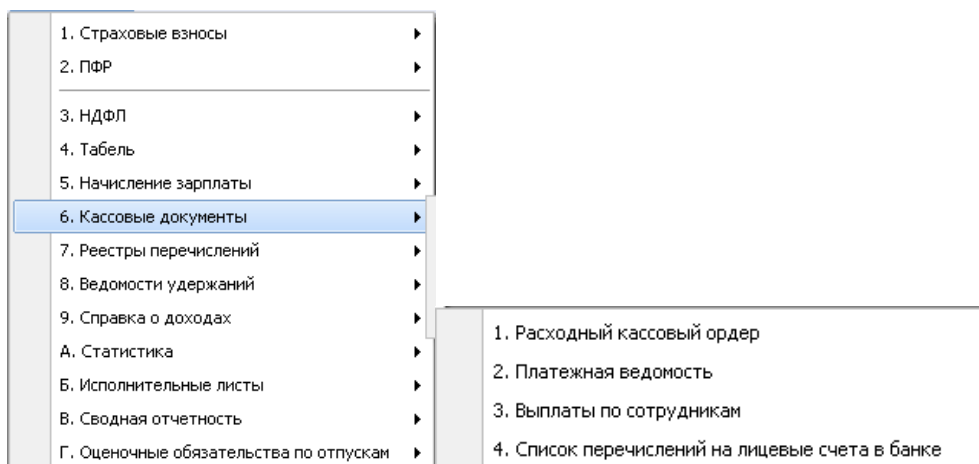 1. Страховые взносы
2. ПФР
3. НДФЛ
4. Табель
5. Начисление зарплаты
6. Кассовые документы
7. Реестры перечислений
8. Ведомости удержаний
9. Справка о доходах
А. Статистика
Б. Исполнительные листы
В. Сводная отчетность
Г. Оценочные обязательства по отпускам
1. Расходный кассовый ордер
2. Платежная ведомость
3. Выплаты по сотрудникам
4. Список перечислений на лицевые счета в банке